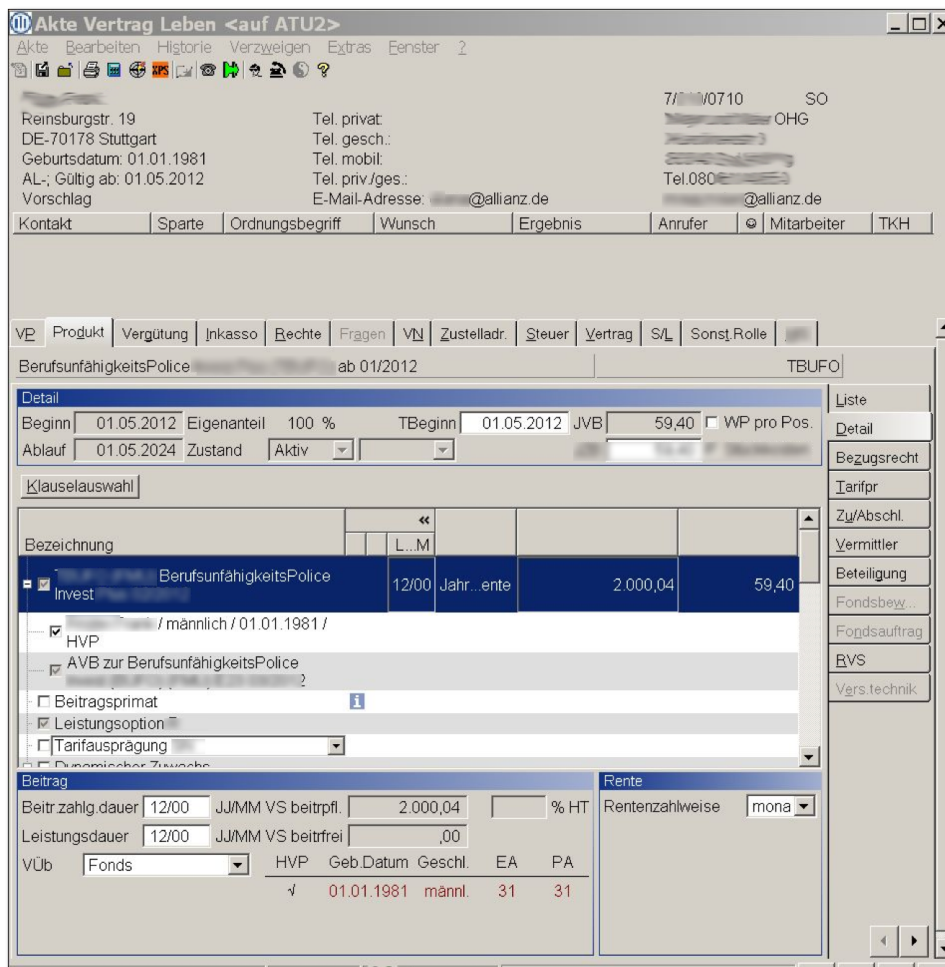 Akte Vertrag Leben <auf ATU2>
Akte Bearbeiten Historie Verzweigen Extras Fenster ?
XPS ?
7/ /0710 SO
Reinsburgstr. 19 Tel. privat: OHG
DE-70178 Stuttgart Tel. gesch.:
Geburtsdatum: 01.01.1981 Tel. mobil:
AL-; Gültig ab: 01.05.2012 Tel. priv./ges.: Tel.080
Vorschlag E-Mail-Adresse: @allianz.de @allianz.de
Kontakt Sparte Ordnungsbegriff Wunsch Ergebnis Anrufer Mitarbeiter TKH
VP Produkt Vergütung Inkasso Rechte Fragen VN Zustelladr. Steuer Vertrag S/L Sonst.Rolle
BerufsunfähigkeitsPolice ab 01/2012 TBUFO
Detail Liste
Beginn 01.05.2012 Eigenanteil 100 % TBeginn 01.05.2012 JVB 59,40 WP pro Pos. Detail
Ablauf 01.05.2024 Zustand Aktiv Bezugsrecht
Klauselauswahl Tarifpr
« Zu/Abschl.
Bezeichnung L...M Vermittler
BerufsunfähigkeitsPolice Beteiligung
Invest 12/00 Jahr...ente 2.000,04 59,40
Fondsbew...
/ männlich / 01.01.1981 / Fondsauftrag
HVP
AVB zur BerufsunfähigkeitsPolice RVS
Vers.technik
Beitragsprimat i
Leistungsoption
Tarifausprägung
Dynamischer Zuwachs
Beitrag Rente
Beitr.zahlg.dauer 12/00 JJ/MM VS beitrpfl. 2.000,04 % HT Rentenzahlweise mona
Leistungsdauer 12/00 JJ/MM VS beitrfrei ,00
VÜb Fonds HVP Geb.Datum Geschl. EA PA
√ 01.01.1981 männl. 31 31